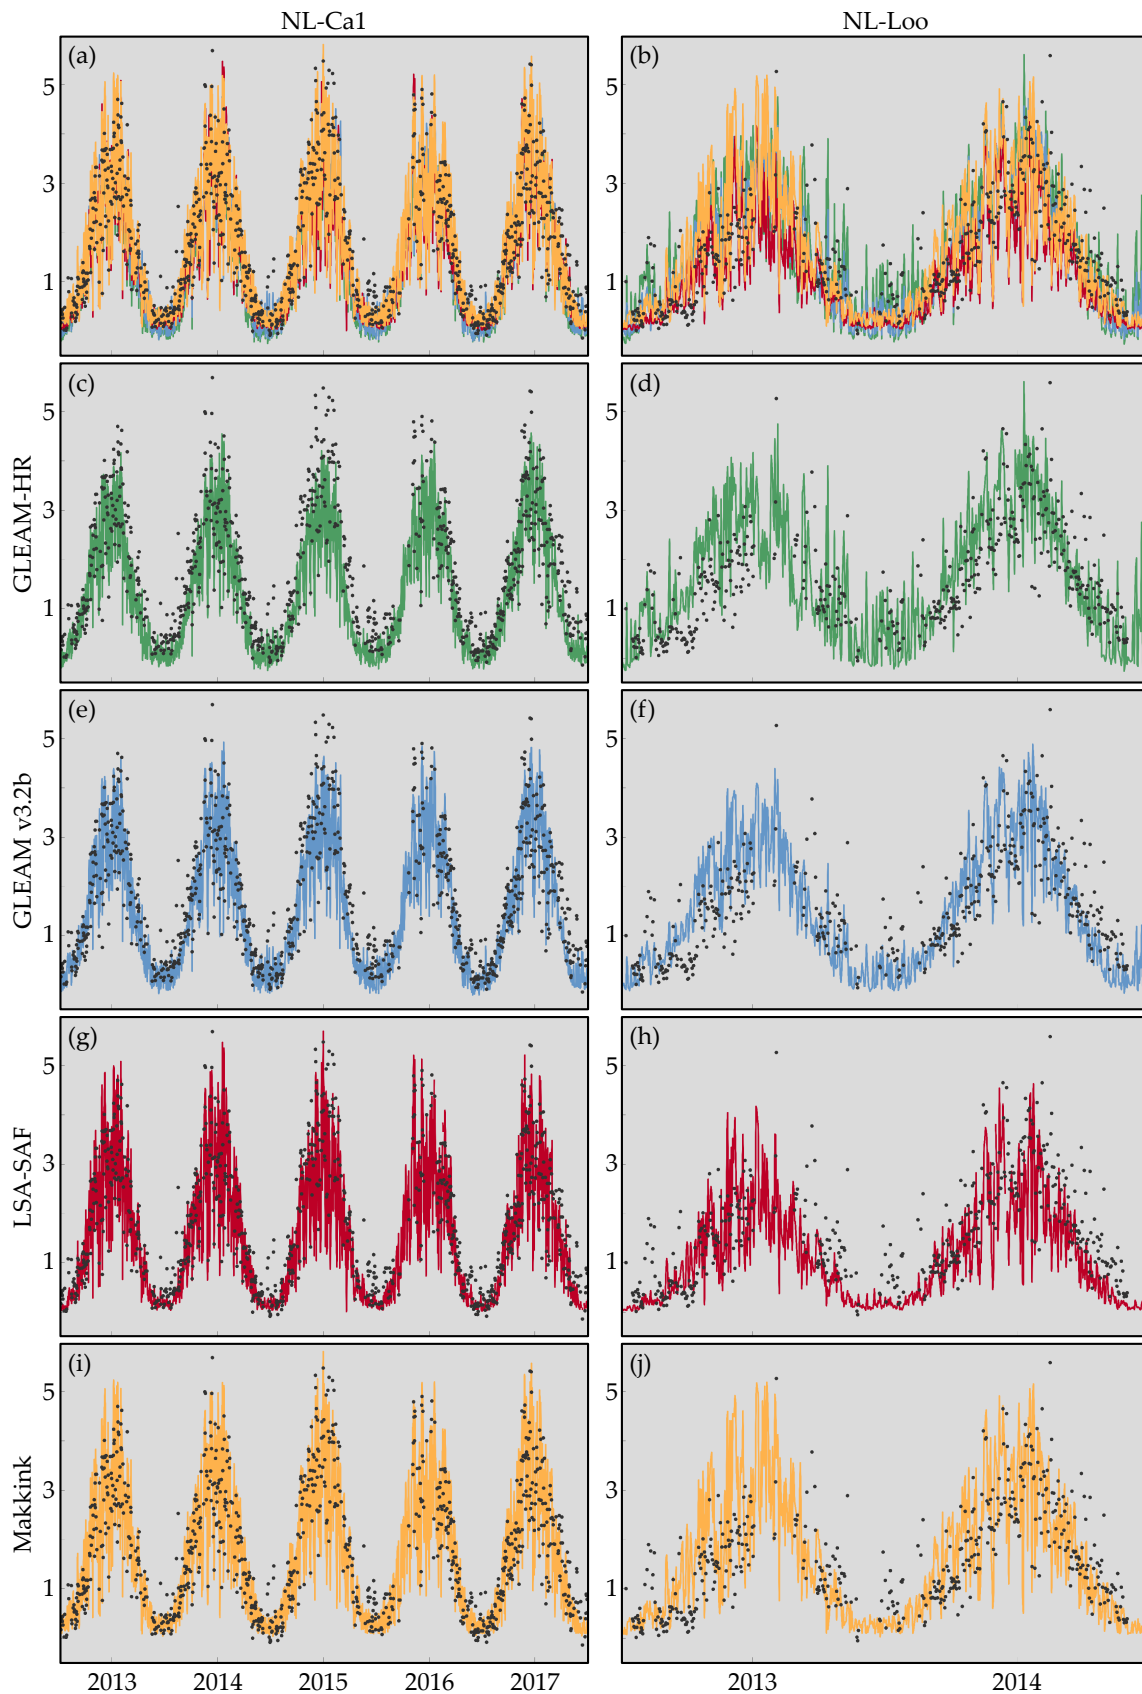 NL-Ca1 NL-Loo
(a) (b)
5 5
3 3
1 1
GLEAM-HR
(c) (d)
5 5
3 3
1 1
GLEAM v3.2b
(e) (f)
5 5
3 3
1 1
LSA-SAF
(g) (h)
5 5
3 3
1 1
Makkink
(i) (j)
5 5
3 3
1 1
2013 2014 2015 2016 2017 2013 2014